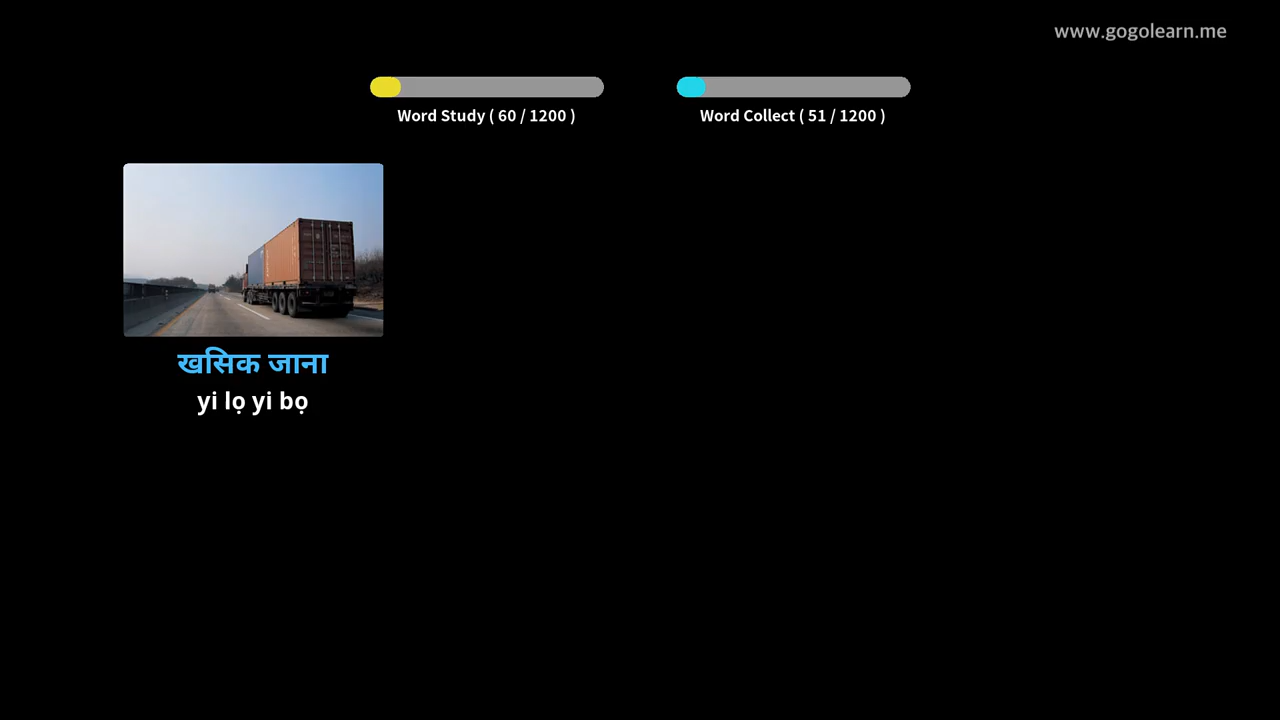 www.gogolearn.me
Word Study ( 60 / 1200 )
Word Collect ( 51 / 1200 )
खसिक जाना
yi lọ yi bọ